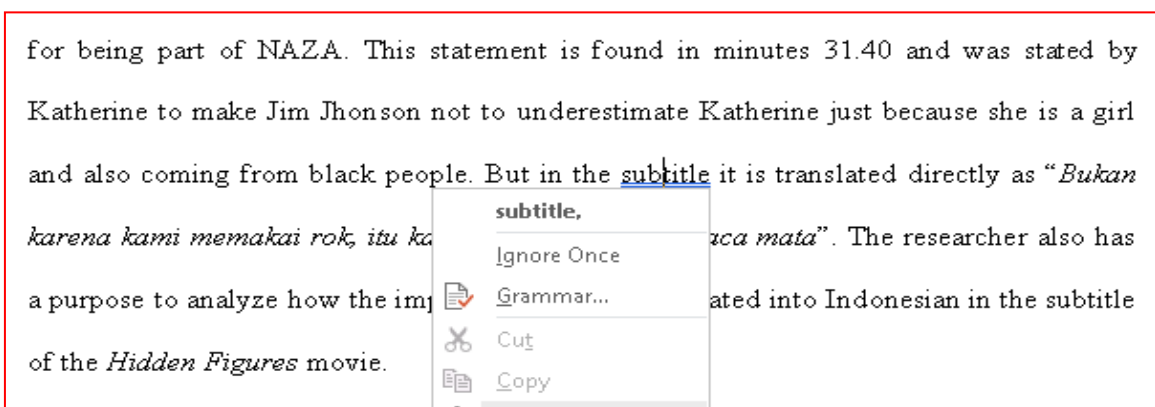 for being part of NAZA. This statement is found in minutes 31.40 and was stated by
Katherine to make Jim Jhonson not to underestimate Katherine just because she is a girl
and also coming from black people. But in the subtitle it is translated directly as “Bukan
subtitle,
karena kami memakai rok, itu ka aca mata”. The researcher also has
Ignore Once
a purpose to analyze how the imp ated into Indonesian in the subtitle
Grammar...
of the Hidden Figures movie.
Cut
Copy